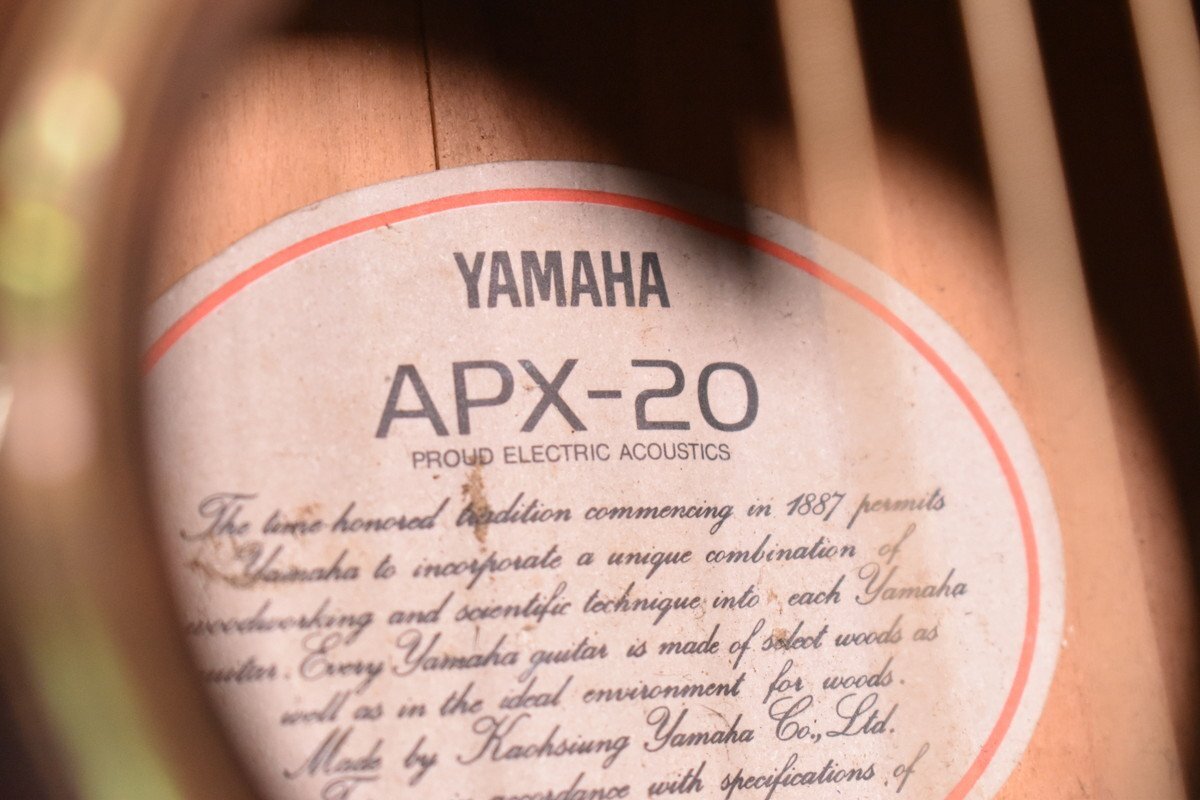 YAMAHA
APX-20
PROUD ELECTRIC ACOUSTICS
The time honored tradition commencing in 1887 permits
Yamaha to incorporate a unique combination of
woodworking and scientific technique into each Yamaha
guitar. Every Yamaha guitar is made of select woods as
well as in the ideal environment for woods.
Made by Kaohsiung Yamaha Co., Ltd.
accordance with specifications of